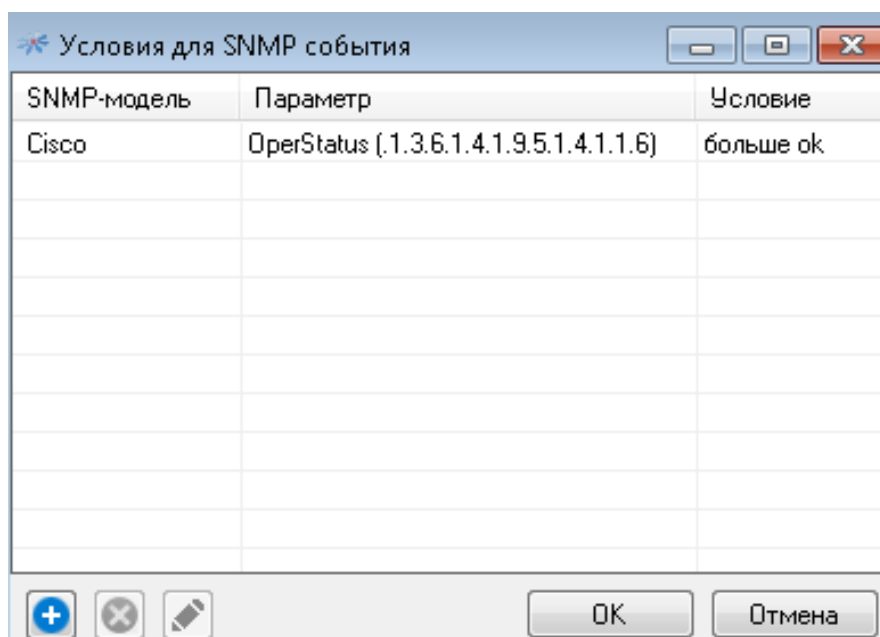 Условия для SNMP события
SNMP-модель Параметр Условие
Cisco OperStatus (.1.3.6.1.4.1.9.5.1.4.1.1.6) больше ok
OK Отмена